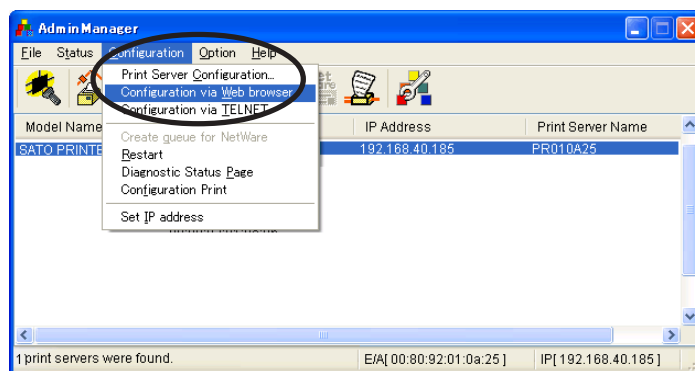 AdminManager
File Status Configuration Option Help
Print Server Configuration...
Configuration via Web browser
Configuration via TELNET
Create queue for NetWare
Restart
Diagnostic Status Page
Configuration Print
Set IP address
Model Name IP Address Print Server Name
SATO PRINTE 192.168.40.185 PR010A25
1 print servers were found. E/A[ 00:80:92:01:0a:25 ] IP[ 192.168.40.185 ]